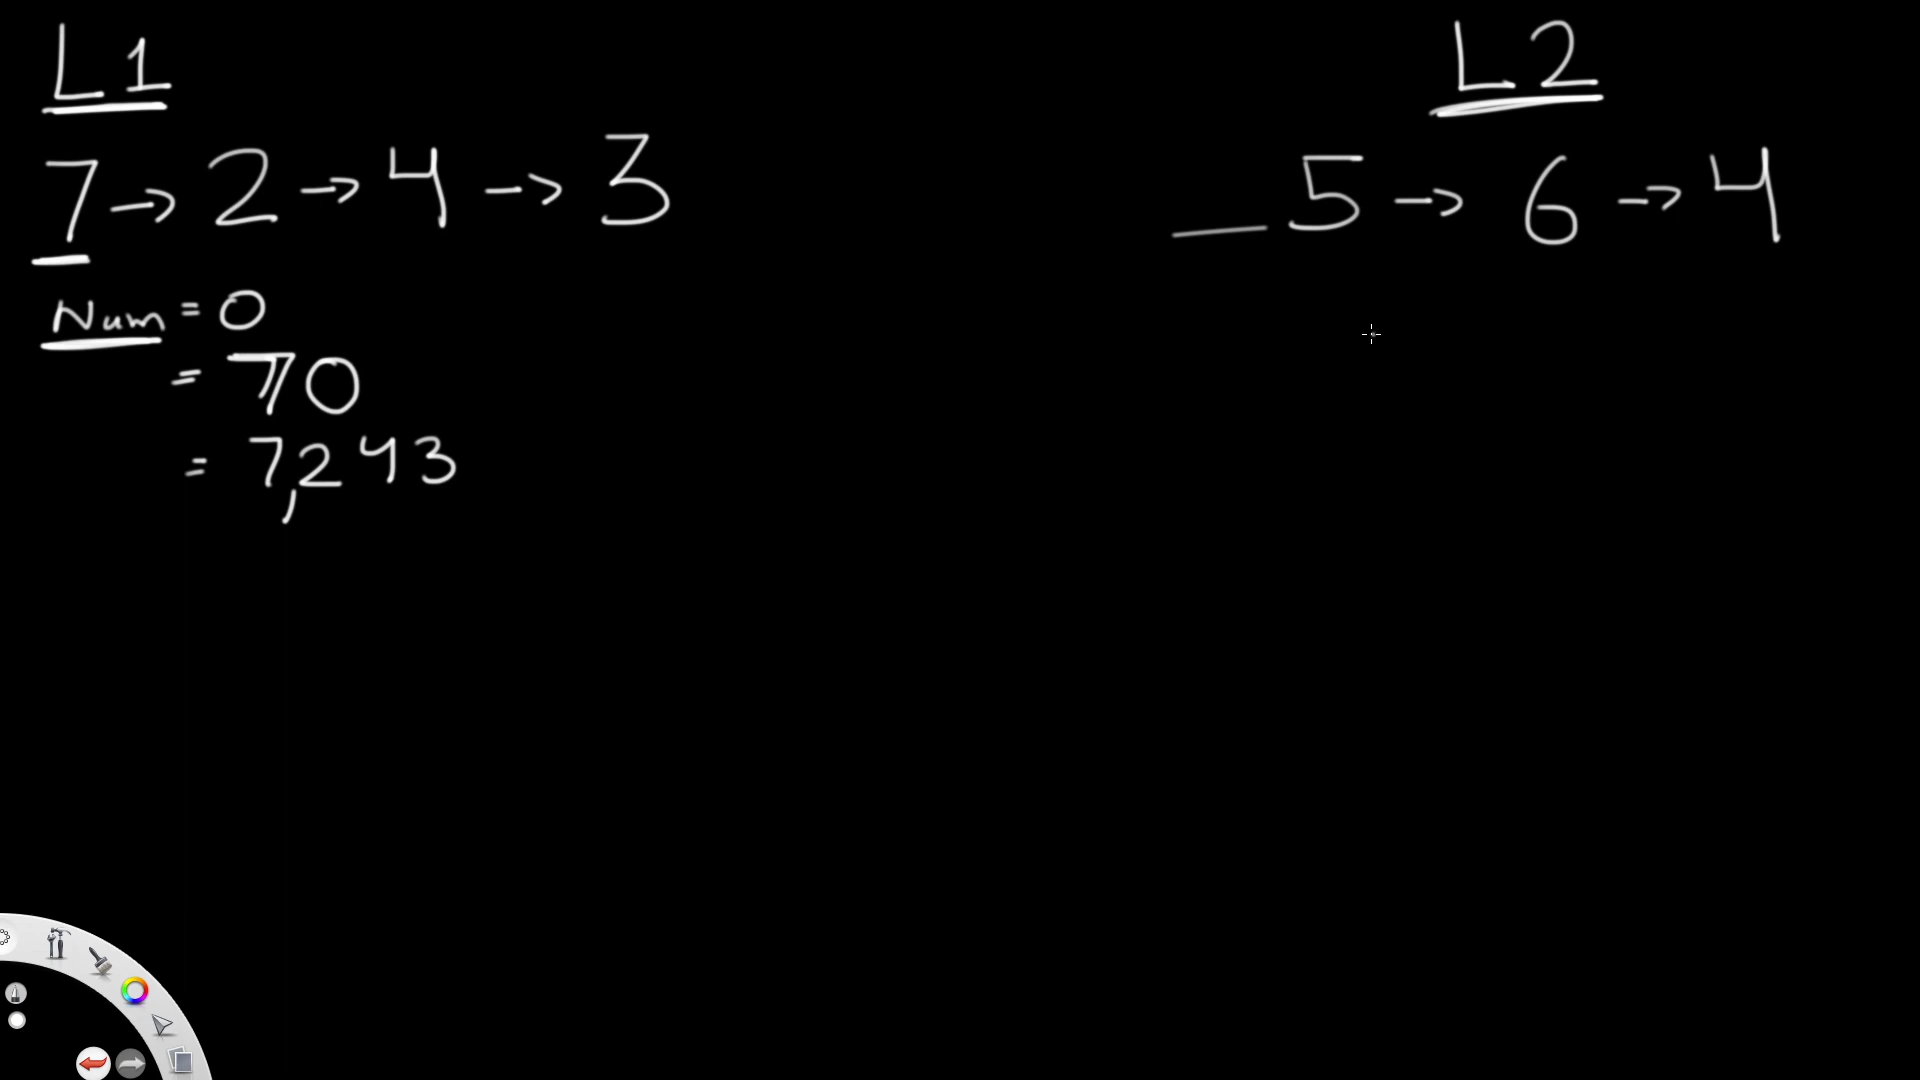 L1
7 → 2 → 4 → 3
Num = 0
= 70
= 7,243
L2
5 → 6 → 4